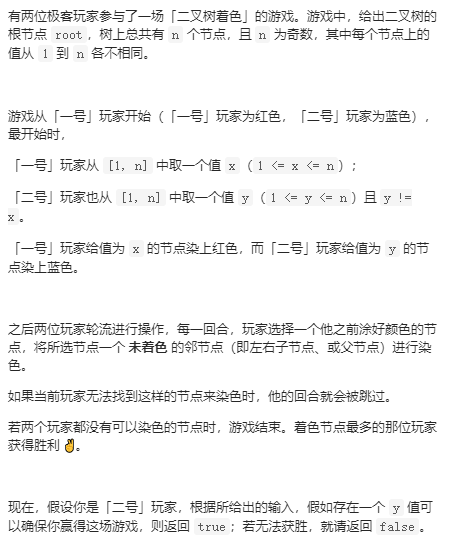 有两位极客玩家参与了一场「二叉树着色」的游戏。游戏中，给出二叉树的
根节点 root，树上总共有 n 个节点，且 n 为奇数，其中每个节点上的
值从 1 到 n 各不相同。
游戏从「一号」玩家开始（「一号」玩家为红色，「二号」玩家为蓝色），
最开始时，
「一号」玩家从 [1, n] 中取一个值 x（1 <= x <= n）；
「二号」玩家也从 [1, n] 中取一个值 y（1 <= y <= n）且 y !=
x。
「一号」玩家给值为 x 的节点染上红色，而「二号」玩家给值为 y 的节
点染上蓝色。
之后两位玩家轮流进行操作，每一回合，玩家选择一个他之前涂好颜色的节
点，将所选节点一个 未着色 的邻节点（即左右子节点、或父节点）进行染
色。
如果当前玩家无法找到这样的节点来染色时，他的回合就会被跳过。
若两个玩家都没有可以染色的节点时，游戏结束。着色节点最多的那位玩家
获得胜利 ✌️。
现在，假设你是「二号」玩家，根据所给出的输入，假如存在一个 y 值可
以确保你赢得这场游戏，则返回 true；若无法获胜，就请返回 false。